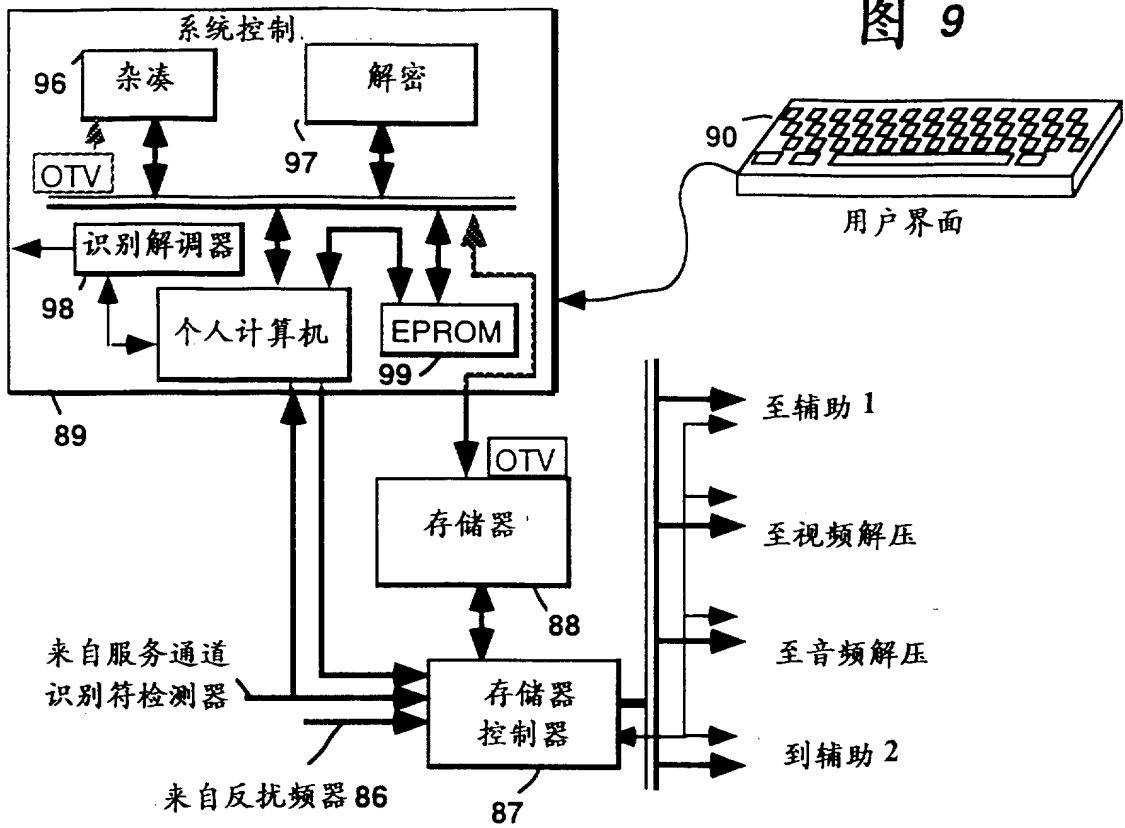 图 9
系统控制
96
杂凑
解密
97
OTV
90
用户界面
识别解调器
98
个人计算机
EPROM
99
89
OTV
存储器
88
至辅助1
至视频解压
至音频解压
到辅助2
来自服务通道
识别符检测器
存储器
控制器
87
来自反扰频器86